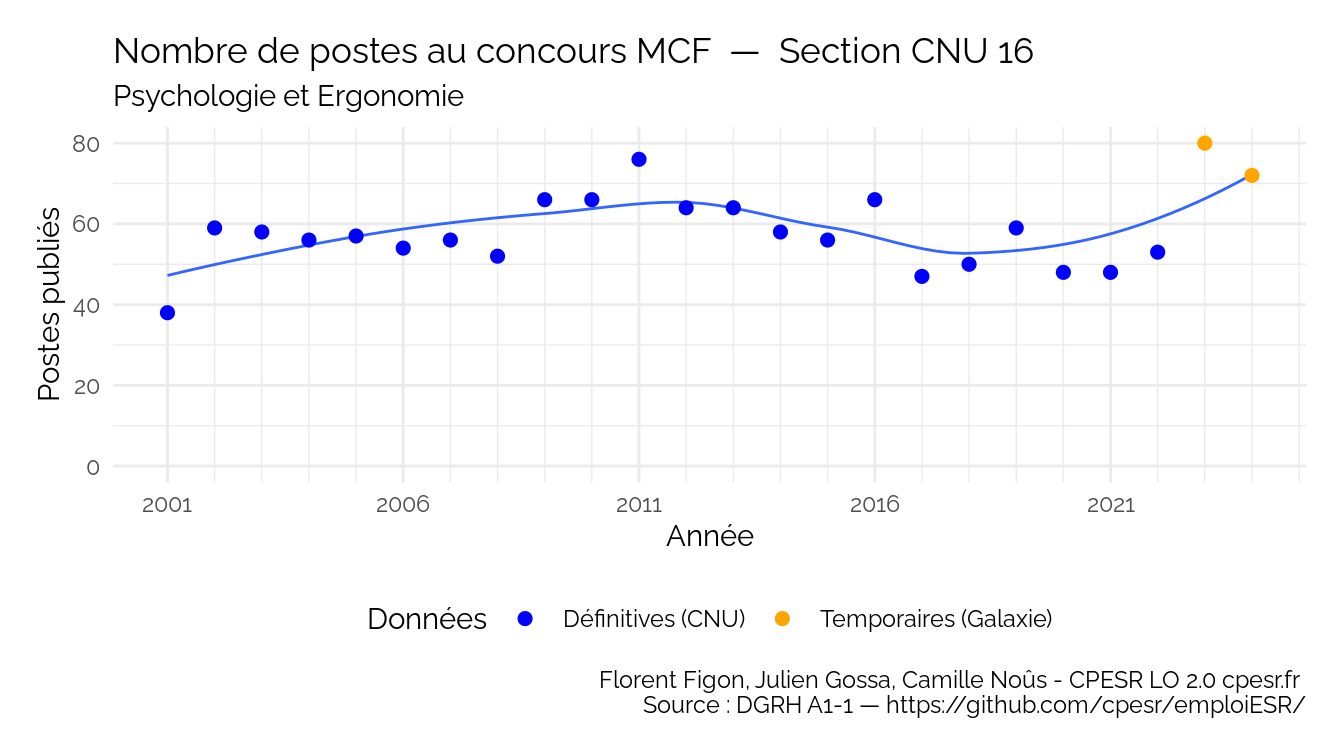 Nombre de postes au concours MCF — Section CNU 16
Psychologie et Ergonomie
Postes publiés
80
60
40
20
0
2001 2006 2011 2016 2021
Année
Données Définitives (CNU) Temporaires (Galaxie)
Florent Figon, Julien Gossa, Camille Noûs - CPESR LO 2.0 cpesr.fr
Source : DGRH A1-1 — https://github.com/cpesr/emploiESR/